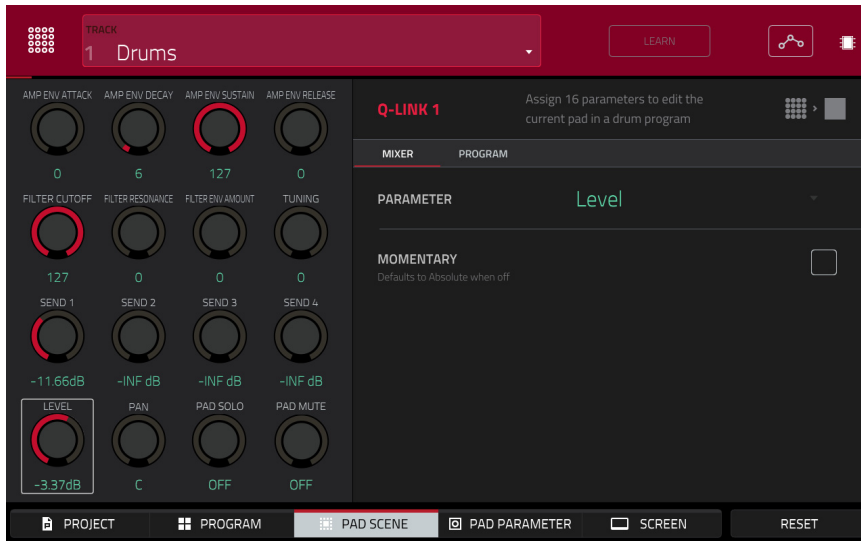 TRACK
1 Drums
LEARN
AMP ENV ATTACK AMP ENV DECAY AMP ENV SUSTAIN AMP ENV RELEASE
0 6 127 0
FILTER CUTOFF FILTER RESONANCE FILTER ENV AMOUNT TUNING
127 0 0 0
SEND 1 SEND 2 SEND 3 SEND 4
-11.66dB -INF dB -INF dB -INF dB
LEVEL PAN PAD SOLO PAD MUTE
-3.37dB C OFF OFF
Q-LINK 1
Assign 16 parameters to edit the
current pad in a drum program
MIXER PROGRAM
PARAMETER Level
MOMENTARY
Defaults to Absolute when off
PROJECT PROGRAM PAD SCENE PAD PARAMETER SCREEN RESET